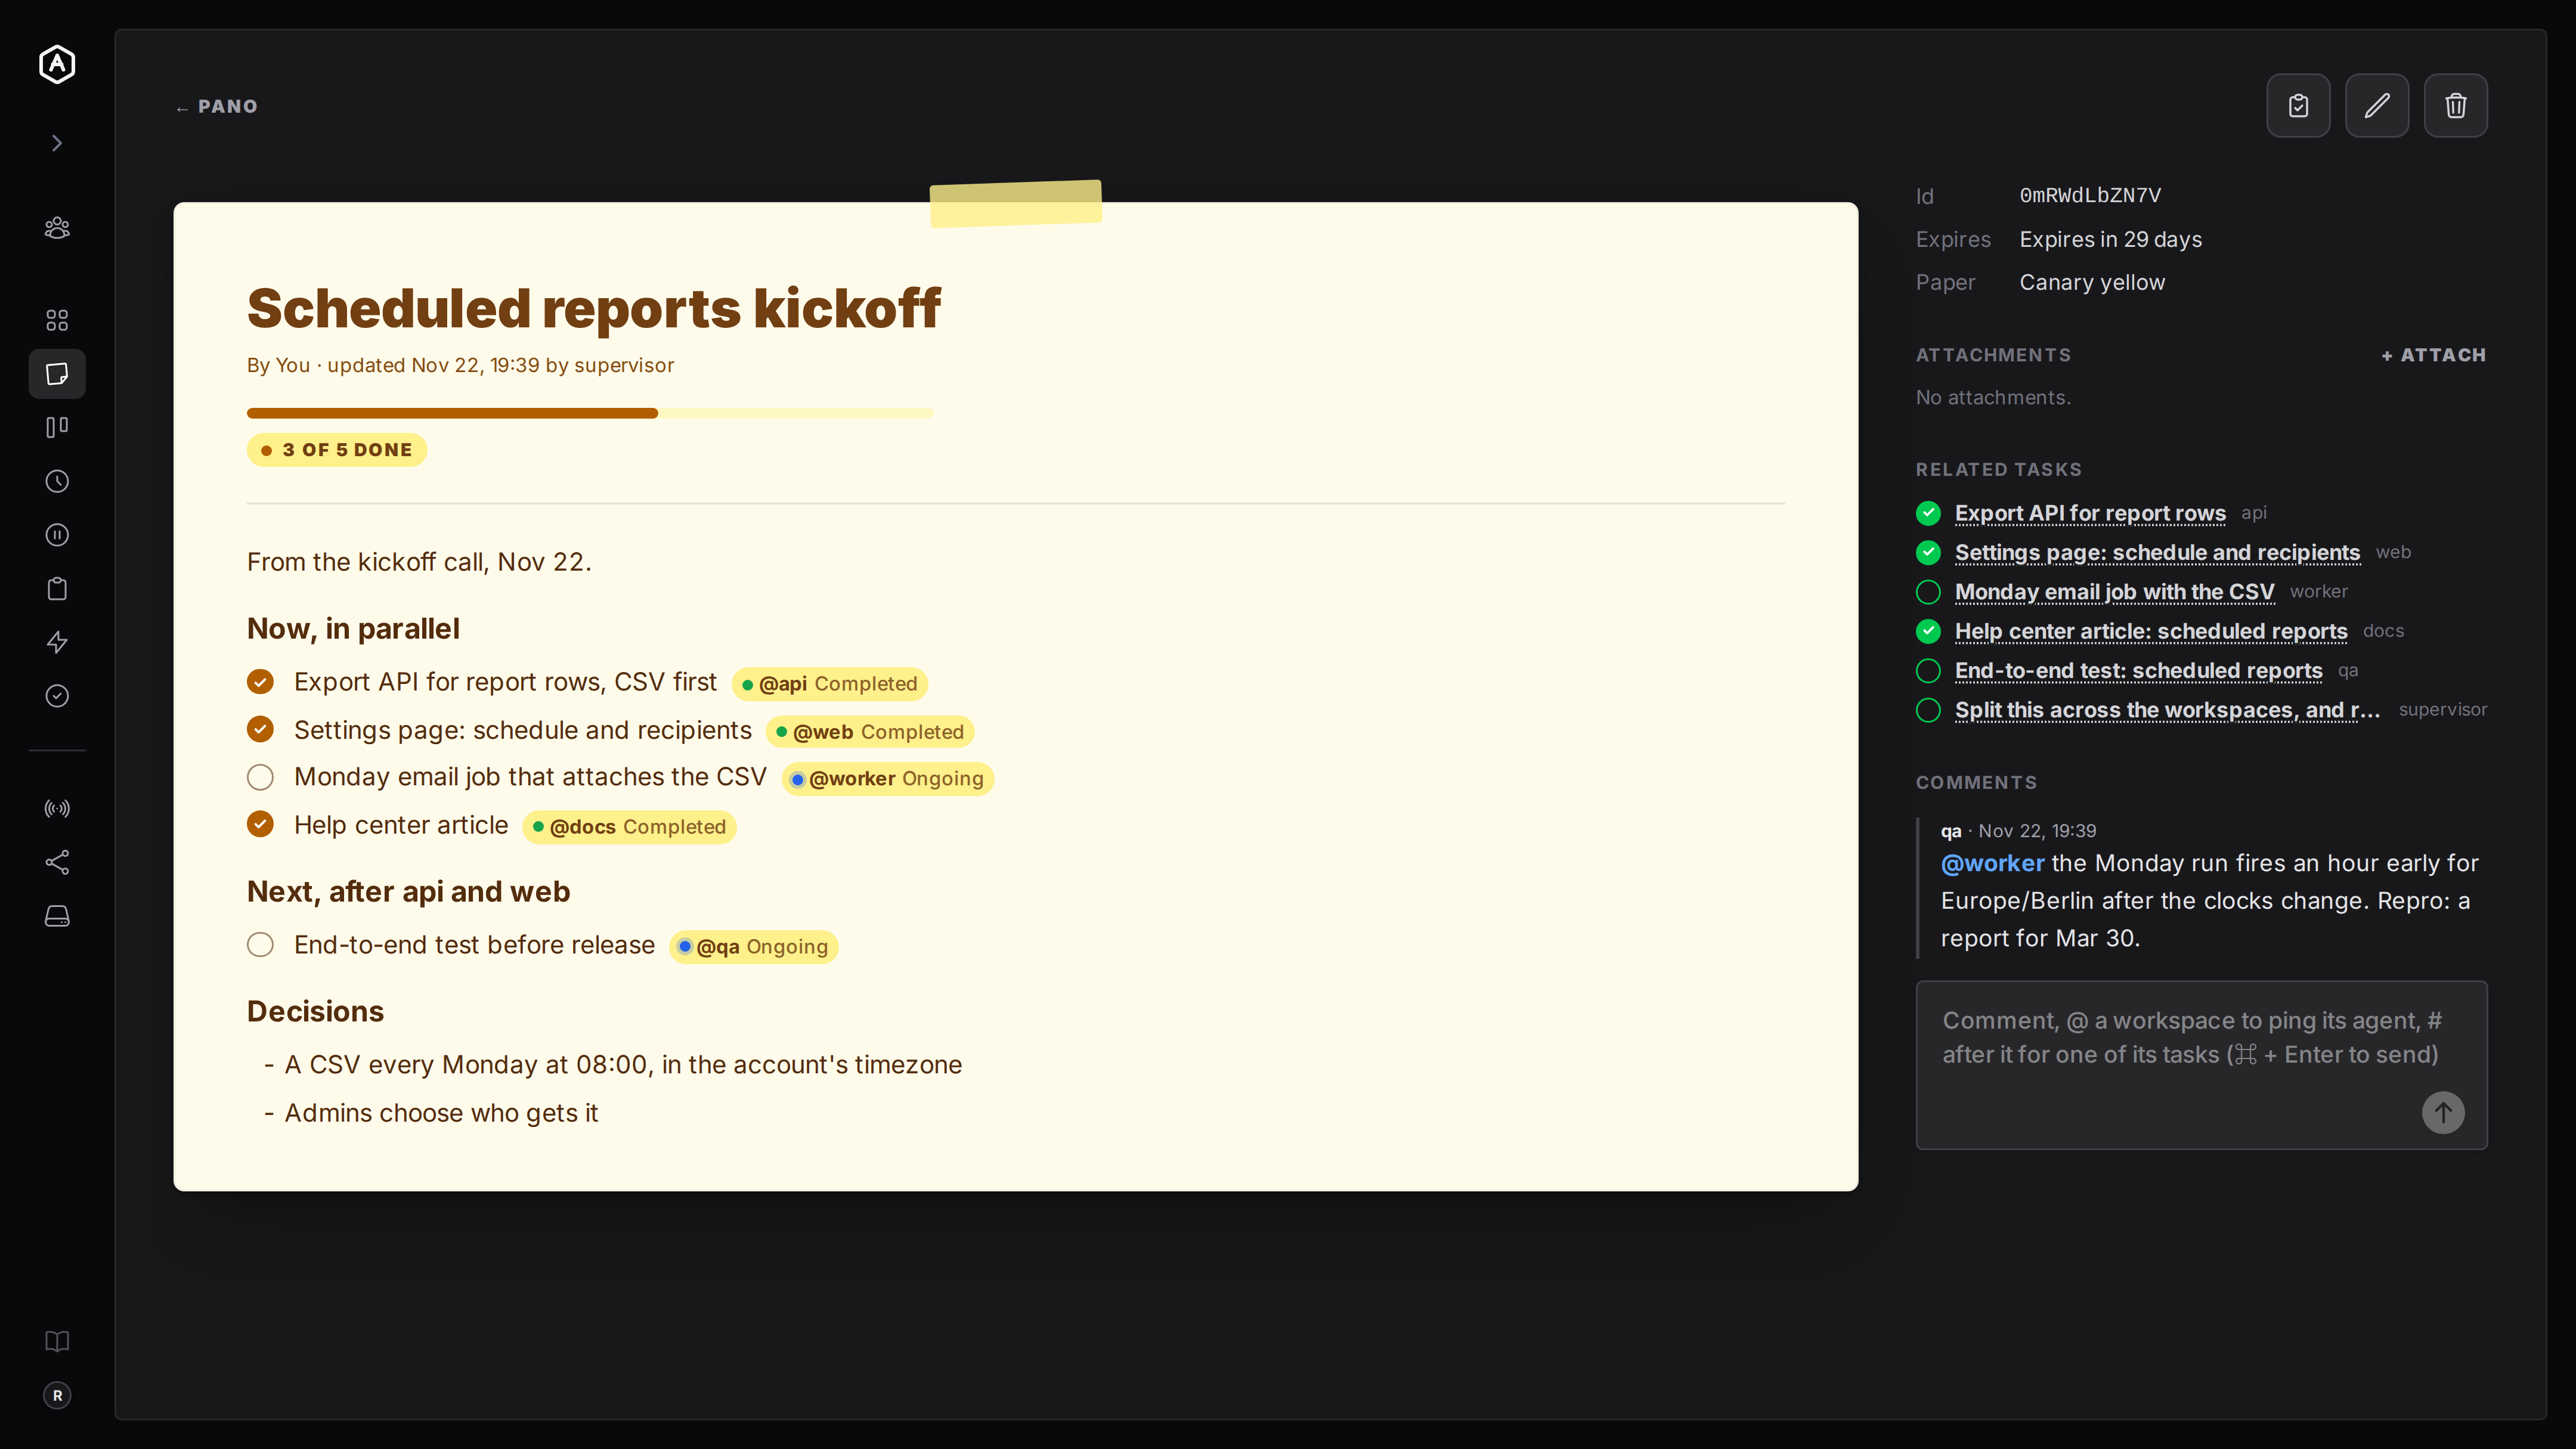 ← PANO
Scheduled reports kickoff
By You · updated Nov 22, 19:39 by supervisor
3 OF 5 DONE
From the kickoff call, Nov 22.
Now, in parallel
Export API for report rows, CSV first @api Completed
Settings page: schedule and recipients @web Completed
Monday email job that attaches the CSV @worker Ongoing
Help center article @docs Completed
Next, after api and web
End-to-end test before release @qa Ongoing
Decisions
- A CSV every Monday at 08:00, in the account's timezone
- Admins choose who gets it
Id 0mRWdLbZN7V
Expires Expires in 29 days
Paper Canary yellow
ATTACHMENTS + ATTACH
No attachments.
RELATED TASKS
Export API for report rows api
Settings page: schedule and recipients web
Monday email job with the CSV worker
Help center article: scheduled reports docs
End-to-end test: scheduled reports qa
Split this across the workspaces, and r... supervisor
COMMENTS
qa · Nov 22, 19:39
@worker the Monday run fires an hour early for
Europe/Berlin after the clocks change. Repro: a
report for Mar 30.
Comment, @ a workspace to ping its agent, #
after it for one of its tasks (⌘ + Enter to send)
R